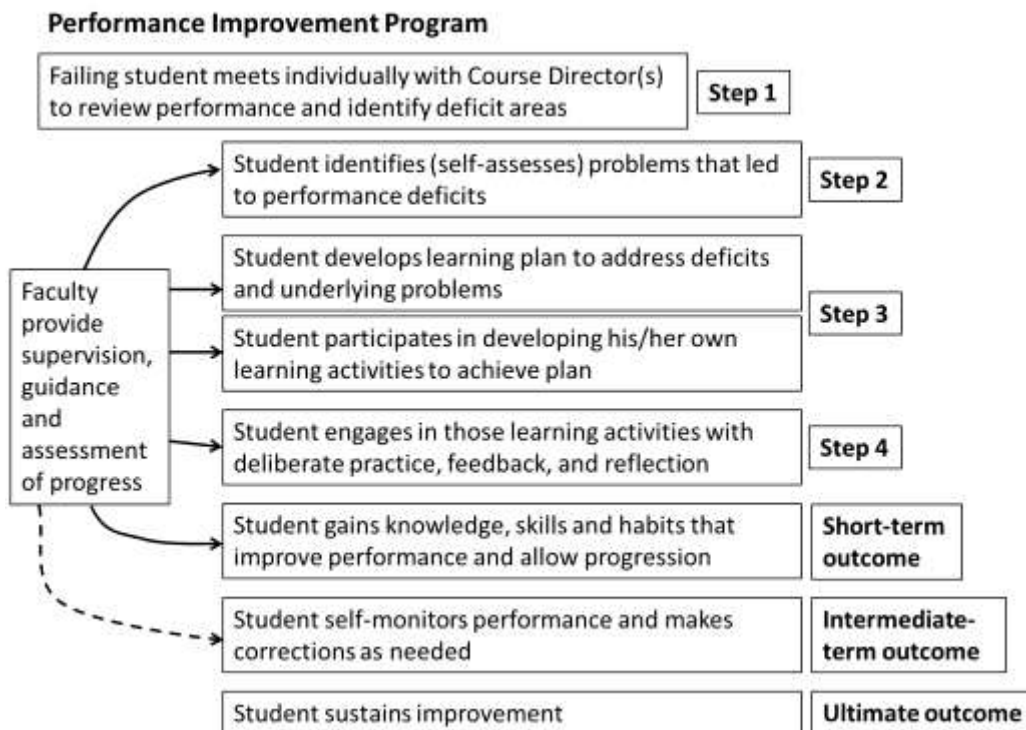 Performance Improvement Program
Failing student meets individually with Course Director(s)
to review performance and identify deficit areas
Step 1
Student identifies (self-assesses) problems that led
to performance deficits
Step 2
Student develops learning plan to address deficits
and underlying problems
Step 3
Student participates in developing his/her own
learning activities to achieve plan
Faculty
provide
supervision,
guidance
and
assessment
of progress
Student engages in those learning activities with
deliberate practice, feedback, and reflection
Step 4
Student gains knowledge, skills and habits that
improve performance and allow progression
Short-term
outcome
Student self-monitors performance and makes
corrections as needed
Intermediate-
term outcome
Student sustains improvement
Ultimate outcome